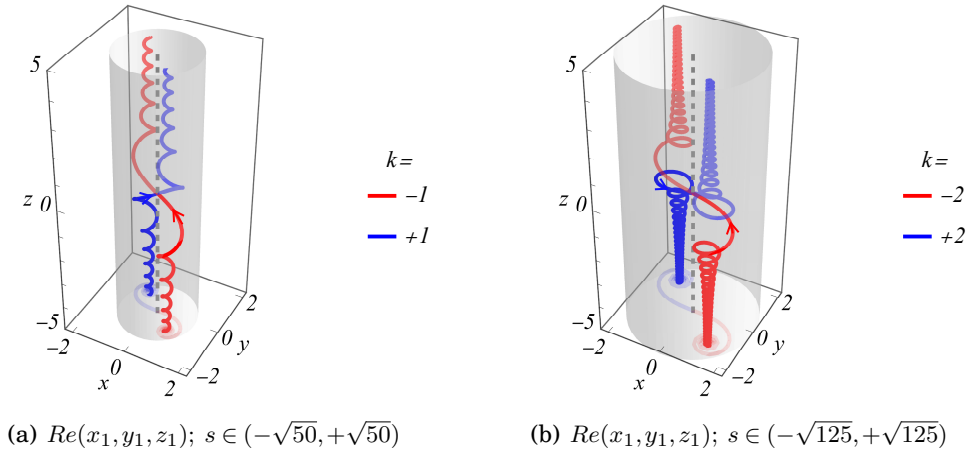 5
z 0
−5
−2
0
2
x
−2
0
2
y
k=
−1
+1
5
z 0
−5
−2
0
2
x
−2
0
2
y
k=
−2
+2
(a) Re(x₁, y₁, z₁); s ∈ (−√50, +√50)
(b) Re(x₁, y₁, z₁); s ∈ (−√125, +√125)